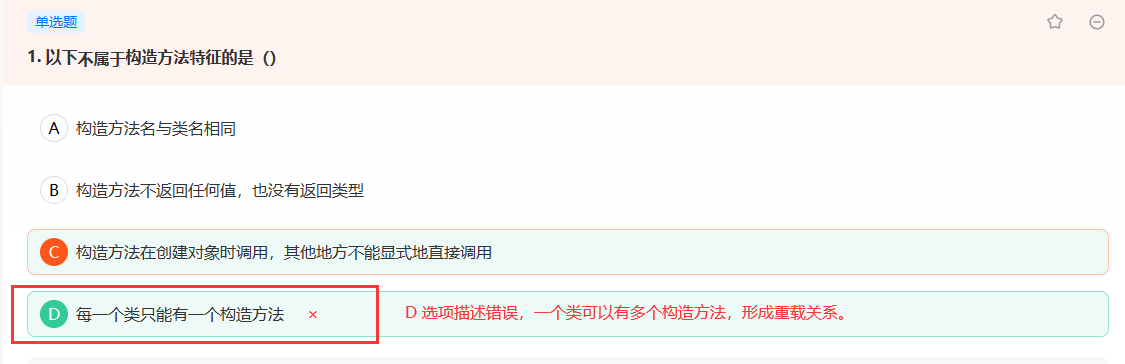 单选题
1. 以下不属于构造方法特征的是（）
A 构造方法名与类名相同
B 构造方法不返回任何值，也没有返回类型
C 构造方法在创建对象时调用，其他地方不能显式地直接调用
D 每一个类只能有一个构造方法 × D 选项描述错误，一个类可以有多个构造方法，形成重载关系。